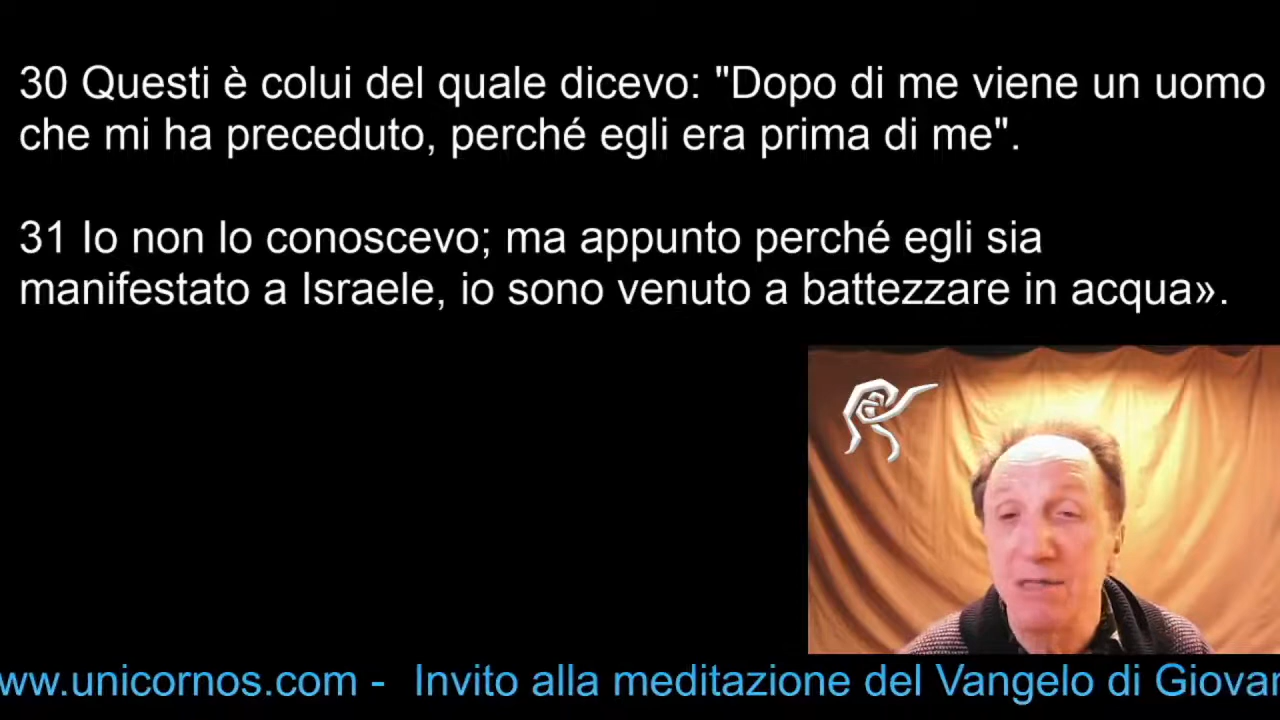 30 Questi è colui del quale dicevo: "Dopo di me viene un uomo
che mi ha preceduto, perché egli era prima di me".
31 Io non lo conoscevo; ma appunto perché egli sia
manifestato a Israele, io sono venuto a battezzare in acqua».
ww.unicornos.com - Invito alla meditazione del Vangelo di Giovan